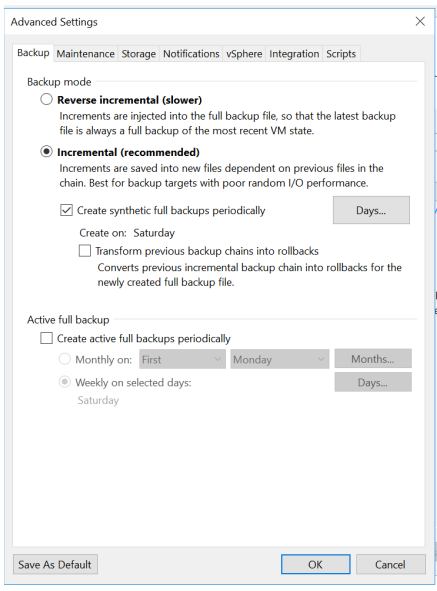 Advanced Settings
Backup Maintenance Storage Notifications vSphere Integration Scripts
Backup mode
Reverse incremental (slower)
Increments are injected into the full backup file, so that the latest backup
file is always a full backup of the most recent VM state.
Incremental (recommended)
Increments are saved into new files dependent on previous files in the
chain. Best for backup targets with poor random I/O performance.
Create synthetic full backups periodically Days...
Create on: Saturday
Transform previous backup chains into rollbacks
Converts previous incremental backup chain into rollbacks for the
newly created full backup file.
Active full backup
Create active full backups periodically
Monthly on: First Monday Months...
Weekly on selected days: Days...
Saturday
Save As Default OK Cancel